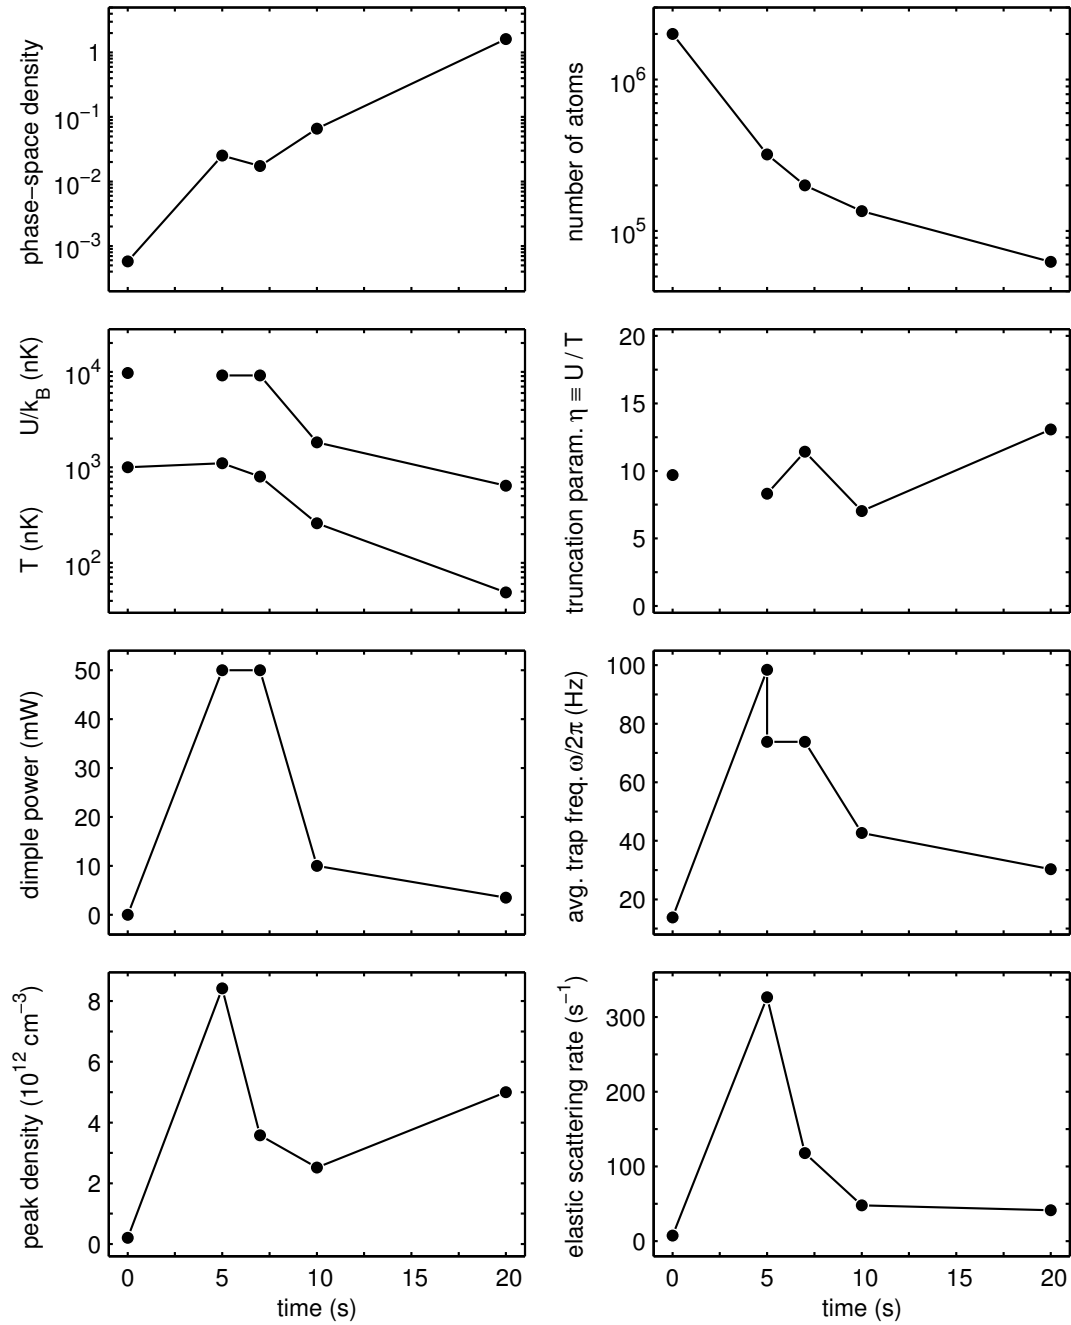 phase−space density
1
10−1
10−2
10−3
number of atoms
10^6
10^5
T (nK) U/k_B (nK)
10^4
10^3
10^2
truncation param. η ≡ U / T
20
15
10
5
0
dimple power (mW)
50
40
30
20
10
0
avg. trap freq. ω/2π (Hz)
100
80
60
40
20
peak density (10^12 cm^−3)
8
6
4
2
0
0 5 10 15 20
time (s)
elastic scattering rate (s^−1)
300
200
100
0
0 5 10 15 20
time (s)